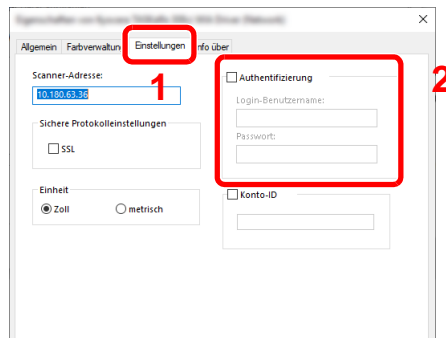 Allgemein Farbverwaltun Einstellungen nfo über
1
2
Scanner-Adresse:
10.180.63.36
Sichere Protokolleinstellungen
SSL
Einheit
Zoll
metrisch
Authentifizierung
Login-Benutzername:
Passwort:
Konto-ID